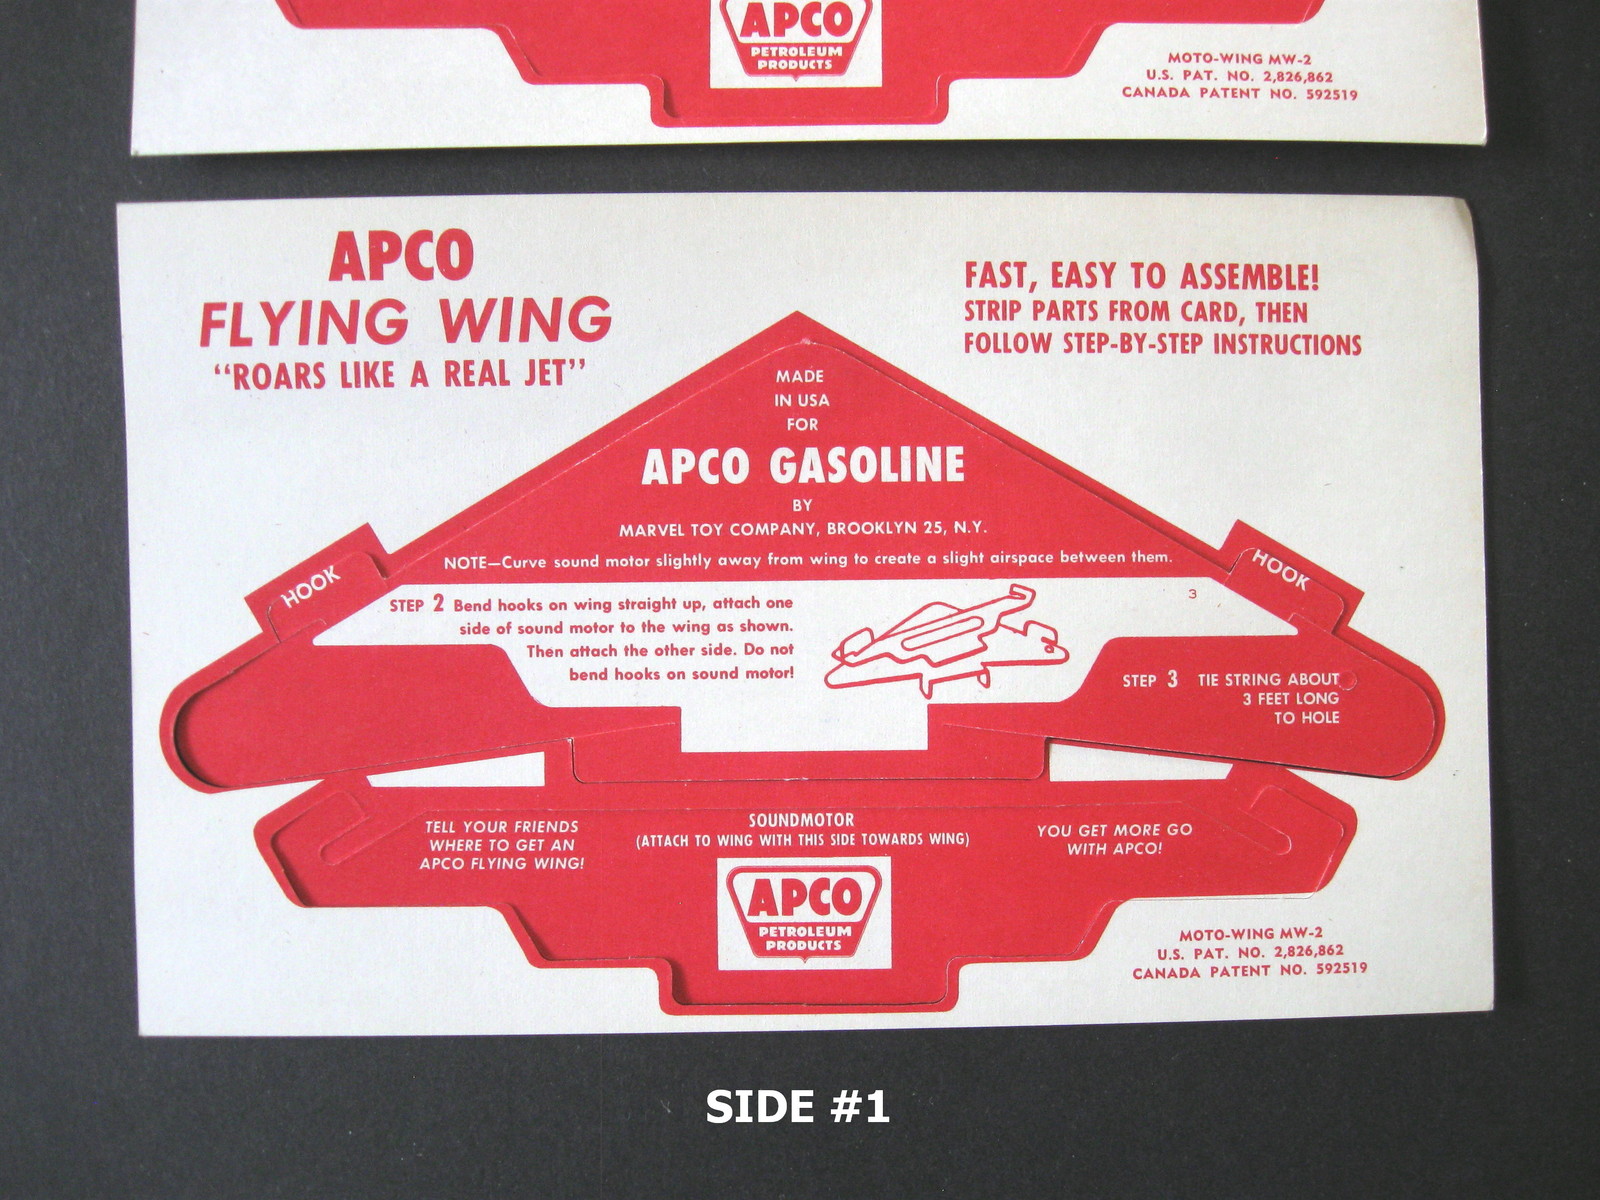 APCO
PETROLEUM
PRODUCTS
MOTO-WING MW-2
U.S. PAT. NO. 2,826,862
CANADA PATENT NO. 592519
APCO
FLYING WING
“ROARS LIKE A REAL JET”
FAST, EASY TO ASSEMBLE!
STRIP PARTS FROM CARD, THEN
FOLLOW STEP-BY-STEP INSTRUCTIONS
MADE
IN USA
FOR
APCO GASOLINE
BY
MARVEL TOY COMPANY, BROOKLYN 25, N.Y.
NOTE—Curve sound motor slightly away from wing to create a slight airspace between them.
HOOK
HOOK
STEP 2 Bend hooks on wing straight up, attach one
side of sound motor to the wing as shown.
Then attach the other side. Do not
bend hooks on sound motor!
3
STEP 3 TIE STRING ABOUT
3 FEET LONG
TO HOLE
TELL YOUR FRIENDS
WHERE TO GET AN
APCO FLYING WING!
SOUNDMOTOR
(ATTACH TO WING WITH THIS SIDE TOWARDS WING)
YOU GET MORE GO
WITH APCO!
APCO
PETROLEUM
PRODUCTS
MOTO-WING MW-2
U.S. PAT. NO. 2,826,862
CANADA PATENT NO. 592519
SIDE #1